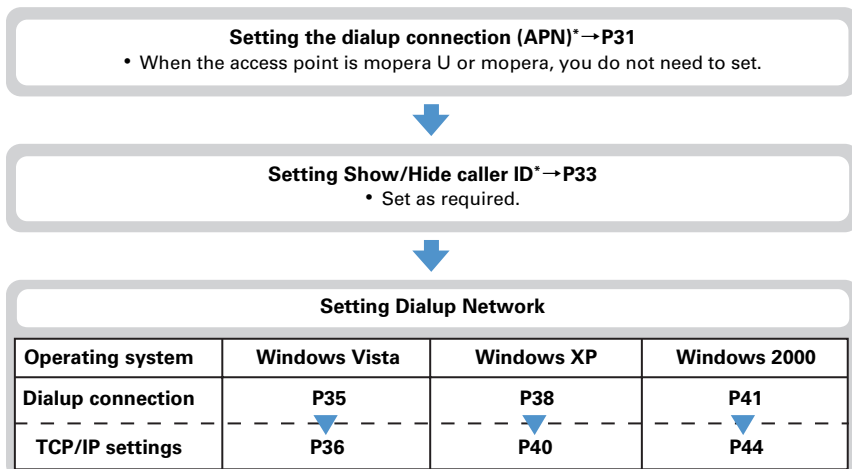 Setting the dialup connection (APN)*→P31
• When the access point is mopera U or mopera, you do not need to set.
Setting Show/Hide caller ID*→P33
• Set as required.
Setting Dialup Network
Operating system Windows Vista Windows XP Windows 2000
Dialup connection P35 P38 P41
TCP/IP settings P36 P40 P44